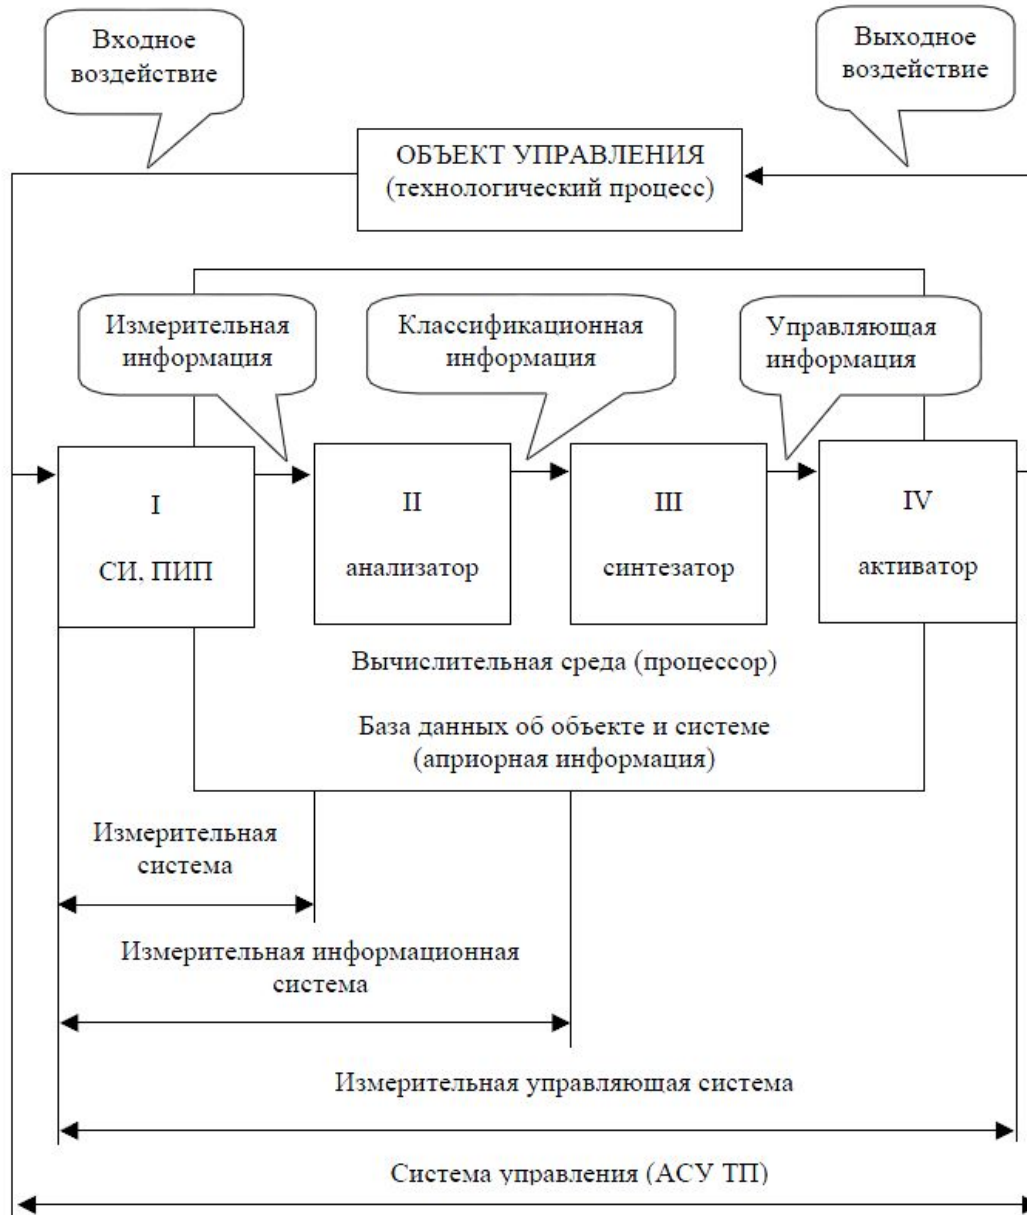 Входное
воздействие
Выходное
воздействие
ОБЪЕКТ УПРАВЛЕНИЯ
(технологический процесс)
Измерительная
информация
Классификационная
информация
Управляющая
информация
I
СИ, ПИП
II
анализатор
III
синтезатор
IV
активатор
Вычислительная среда (процессор)
База данных об объекте и системе
(априорная информация)
Измерительная
система
Измерительная информационная
система
Измерительная управляющая система
Система управления (АСУ ТП)